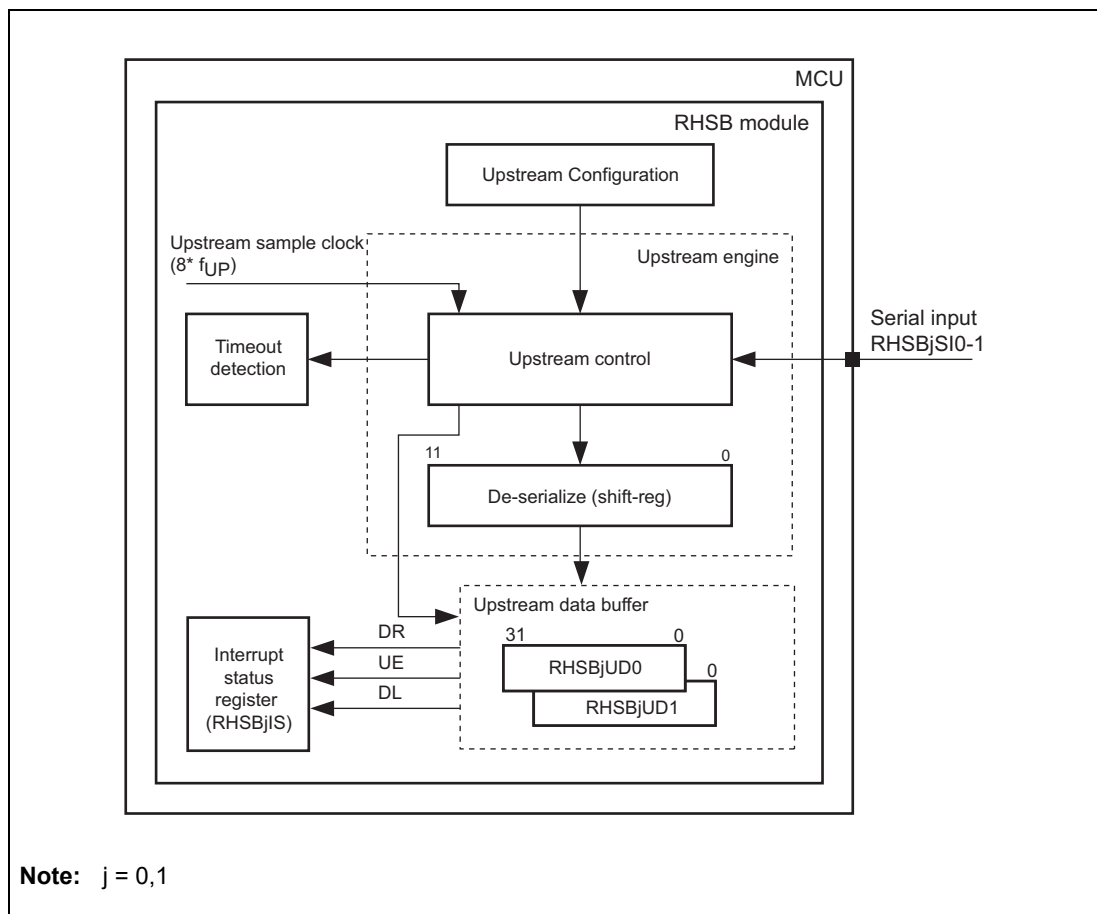 MCU
RHSB module
Upstream Configuration
Upstream sample clock
(8* fUP)
Upstream engine
Serial input
RHSBjSI0-1
Timeout
detection
Upstream control
11
0
De-serialize (shift-reg)
Upstream data buffer
31
0
RHSBjUD0
0
RHSBjUD1
DR
UE
DL
Interrupt
status
register
(RHSBjIS)
Note: j = 0,1